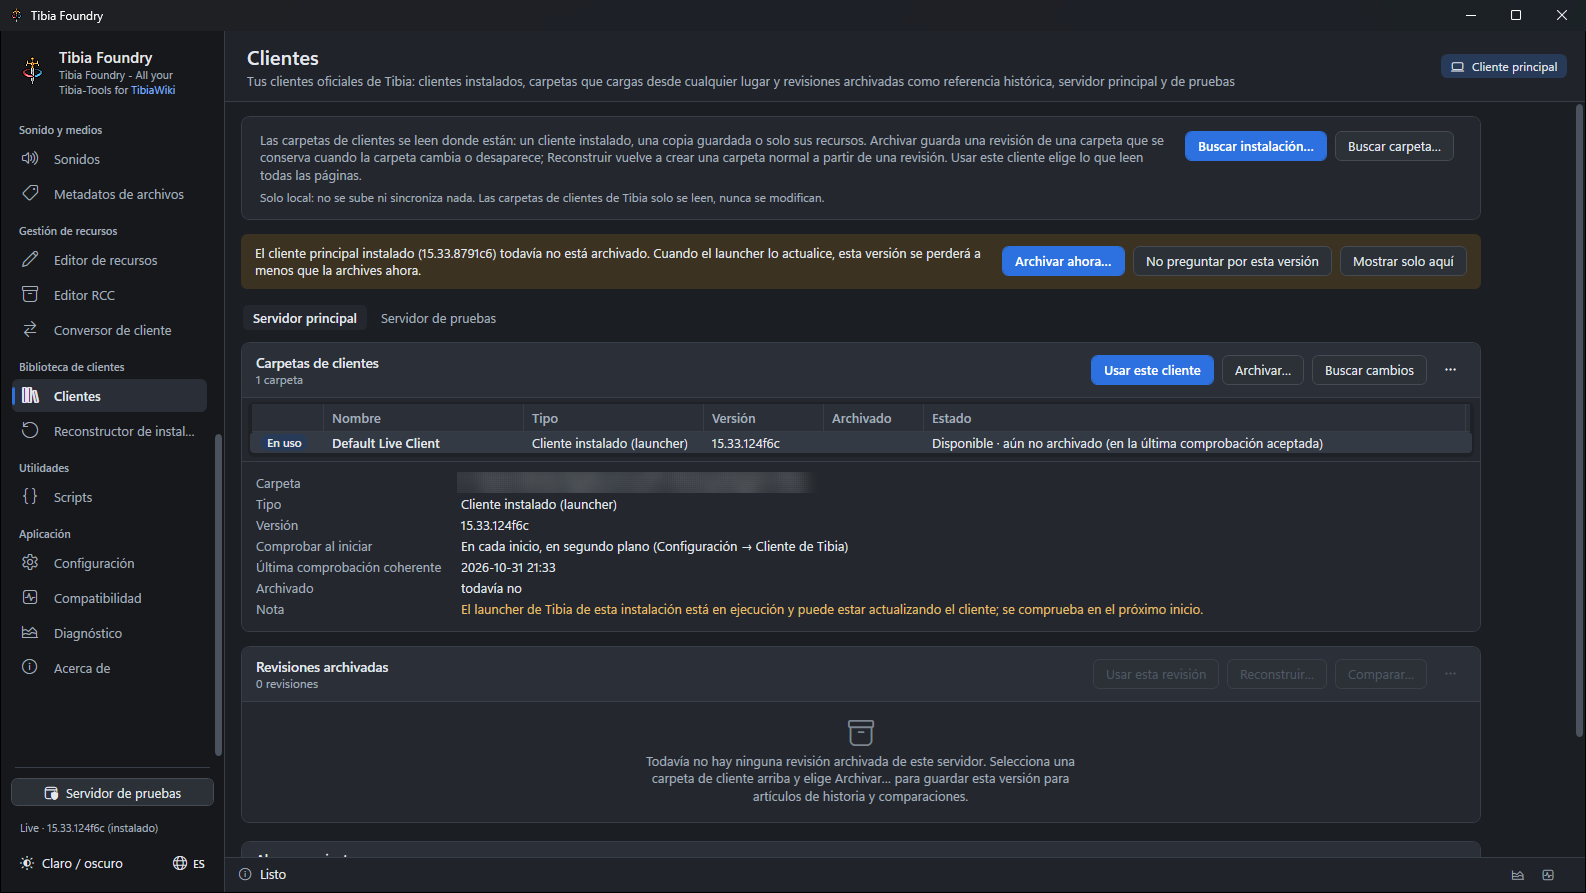 Tibia Foundry
Tibia Foundry
Tibia Foundry - All your
Tibia-Tools for TibiaWiki
Sonido y medios
Sonidos
Metadatos de archivos
Gestión de recursos
Editor de recursos
Editor RCC
Conversor de cliente
Biblioteca de clientes
Clientes
Reconstructor de instal...
Utilidades
Scripts
Aplicación
Configuración
Compatibilidad
Diagnóstico
Acerca de
Servidor de pruebas
Live · 15.33.124f6c (instalado)
Claro / oscuro
ES
Clientes
Tus clientes oficiales de Tibia: clientes instalados, carpetas que cargas desde cualquier lugar y revisiones archivadas como referencia histórica, servidor principal y de pruebas
Cliente principal
Las carpetas de clientes se leen donde están: un cliente instalado, una copia guardada o solo sus recursos. Archivar guarda una revisión de una carpeta que se
conserva cuando la carpeta cambia o desaparece; Reconstruir vuelve a crear una carpeta normal a partir de una revisión. Usar este cliente elige lo que leen
todas las páginas.
Solo local: no se sube ni sincroniza nada. Las carpetas de clientes de Tibia solo se leen, nunca se modifican.
Buscar instalación...
Buscar carpeta...
El cliente principal instalado (15.33.8791c6) todavía no está archivado. Cuando el launcher lo actualice, esta versión se perderá a
menos que la archives ahora.
Archivar ahora...
No preguntar por esta versión
Mostrar solo aquí
Servidor principal
Servidor de pruebas
Carpetas de clientes
1 carpeta
Usar este cliente
Archivar...
Buscar cambios
...
Nombre Tipo Versión Archivado Estado
En uso Default Live Client Cliente instalado (launcher) 15.33.124f6c Disponible · aún no archivado (en la última comprobación aceptada)
Carpeta
Tipo Cliente instalado (launcher)
Versión 15.33.124f6c
Comprobar al iniciar En cada inicio, en segundo plano (Configuración → Cliente de Tibia)
Última comprobación coherente 2026-10-31 21:33
Archivado todavía no
Nota El launcher de Tibia de esta instalación está en ejecución y puede estar actualizando el cliente; se comprueba en el próximo inicio.
Revisiones archivadas
0 revisiones
Usar esta revisión
Reconstruir...
Comparar...
...
Todavía no hay ninguna revisión archivada de este servidor. Selecciona una
carpeta de cliente arriba y elige Archivar... para guardar esta versión para
artículos de historia y comparaciones.
Listo